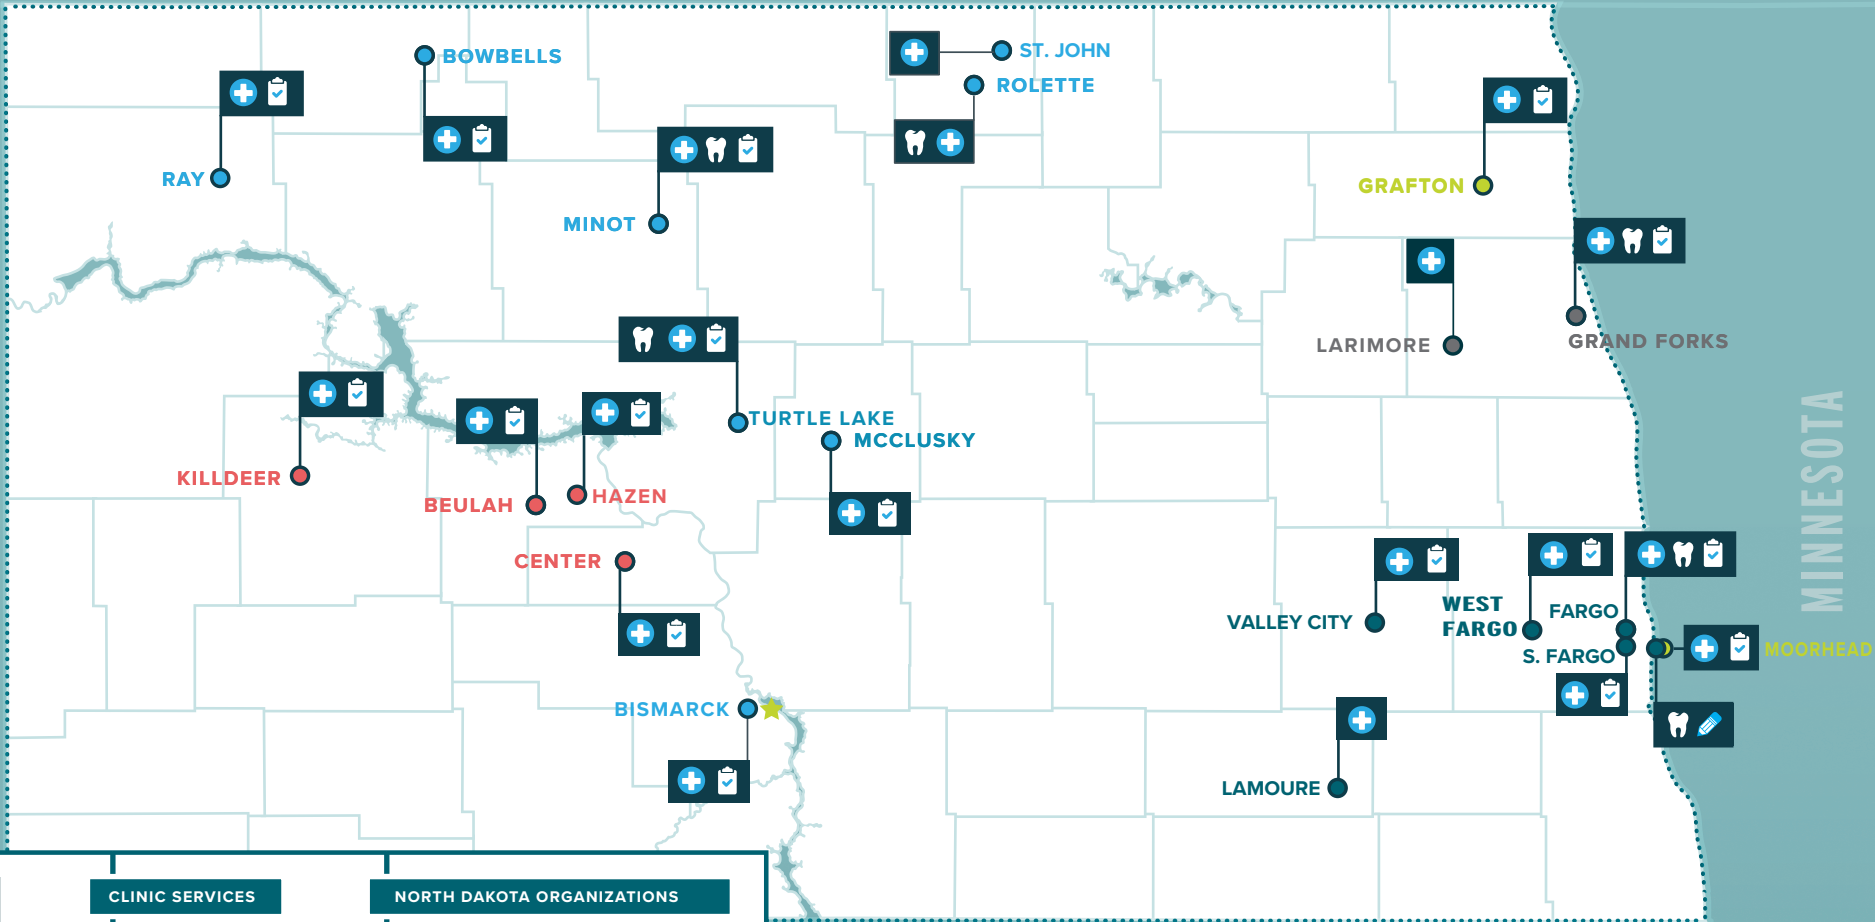 BOWBELLS
ST. JOHN
ROLETTE
RAY
GRAFTON
MINOT
LARIMORE
GRAND FORKS
TURTLE LAKE
MCCLUSKY
KILLDEER
BEULAH
HAZEN
MINNESOTA
CENTER
VALLEY CITY
WEST
FARGO
FARGO
S. FARGO
MOORHEAD
BISMARCK
LAMOURE
CLINIC SERVICES
NORTH DAKOTA ORGANIZATIONS